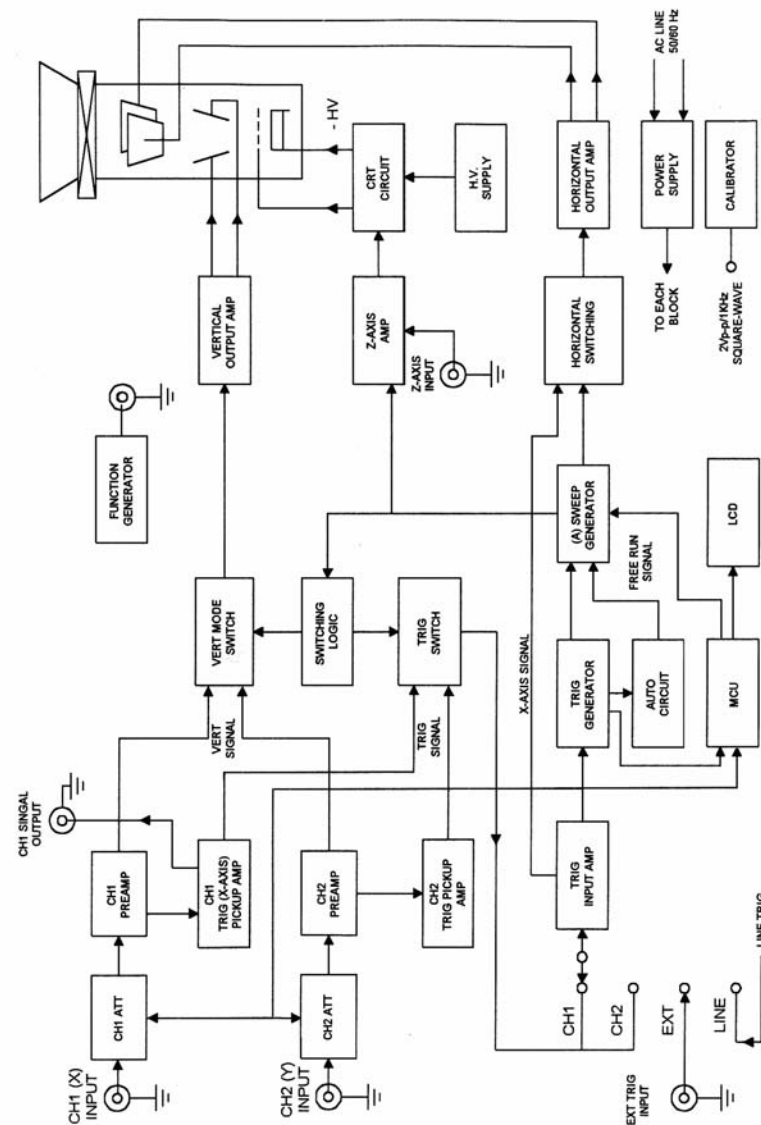 CH1 (X)
INPUT
CH1 ATT
CH1
PREAMP
CH1 SINGAL
OUTPUT
CH1
TRIG (X-AXIS)
PICKUP AMP
CH2 (Y)
INPUT
CH2 ATT
CH2
PREAMP
CH2
TRIG PICKUP
AMP
VERT
SIGNAL
TRIG
SIGNAL
VERT MODE
SWITCH
SWITCHING
LOGIC
TRIG
SWITCH
FUNCTION
GENERATOR
VERTICAL
OUTPUT AMP
Z-AXIS
AMP
Z-AXIS
INPUT
CRT
CIRCUIT
- HV
H.V.
SUPPLY
CH1
CH2
EXT
LINE
EXT TRIG
INPUT
LINE TRIG
TRIG
INPUT AMP
X-AXIS SIGNAL
TRIG
GENERATOR
AUTO
CIRCUIT
FREE RUN
SIGNAL
MCU
LCD
(A) SWEEP
GENERATOR
HORIZONTAL
SWITCHING
HORIZONTAL
OUTPUT AMP
TO EACH
BLOCK
POWER
SUPPLY
AC LINE
50/60 Hz
2Vp-p/1KHz
SQUARE-WAVE
CALIBRATOR